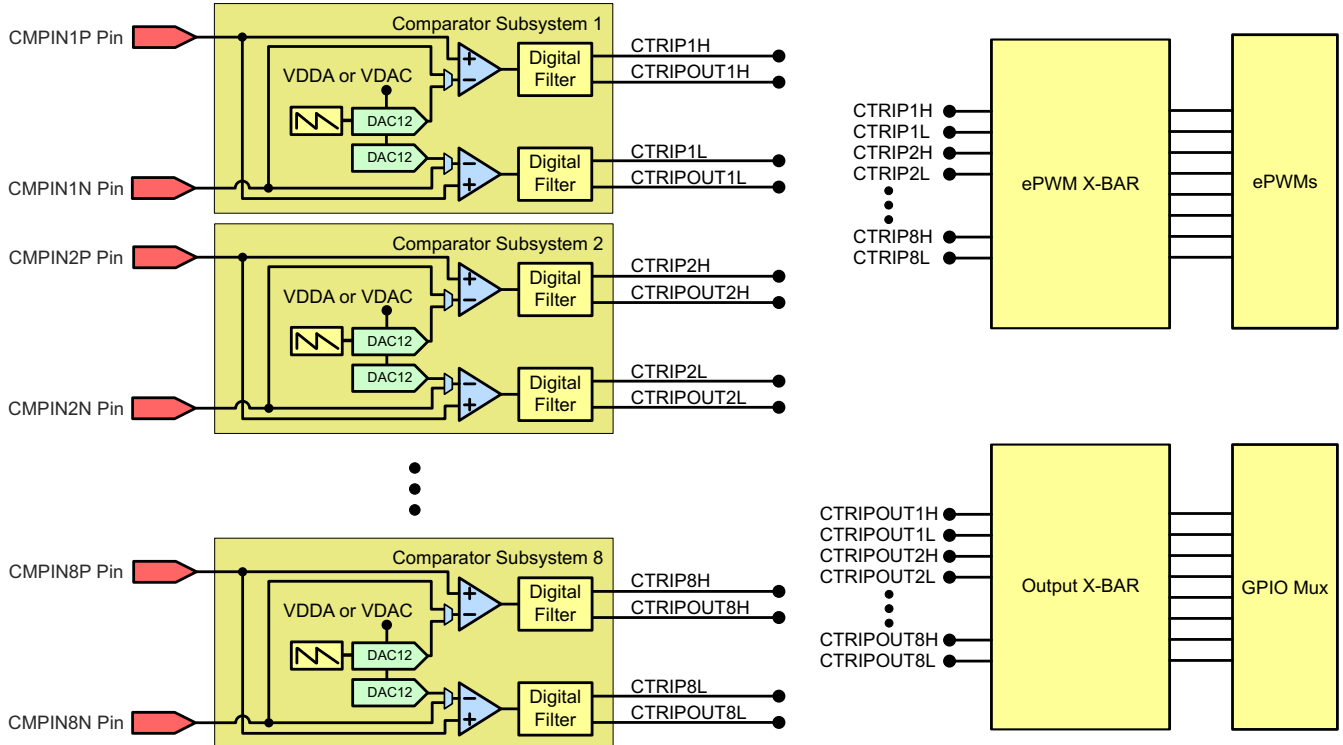 Comparator Subsystem 1
CMPIN1P Pin
VDDA or VDAC
DAC12
DAC12
Digital
Filter
CTRIP1H
CTRIPOUT1H
Digital
Filter
CTRIP1L
CTRIPOUT1L
CMPIN1N Pin
Comparator Subsystem 2
CMPIN2P Pin
VDDA or VDAC
DAC12
DAC12
Digital
Filter
CTRIP2H
CTRIPOUT2H
Digital
Filter
CTRIP2L
CTRIPOUT2L
CMPIN2N Pin
Comparator Subsystem 8
CMPIN8P Pin
VDDA or VDAC
DAC12
DAC12
Digital
Filter
CTRIP8H
CTRIPOUT8H
Digital
Filter
CTRIP8L
CTRIPOUT8L
CMPIN8N Pin
CTRIP1H
CTRIP1L
CTRIP2H
CTRIP2L
CTRIP8H
CTRIP8L
ePWM X-BAR
ePWMs
CTRIPOUT1H
CTRIPOUT1L
CTRIPOUT2H
CTRIPOUT2L
CTRIPOUT8H
CTRIPOUT8L
Output X-BAR
GPIO Mux